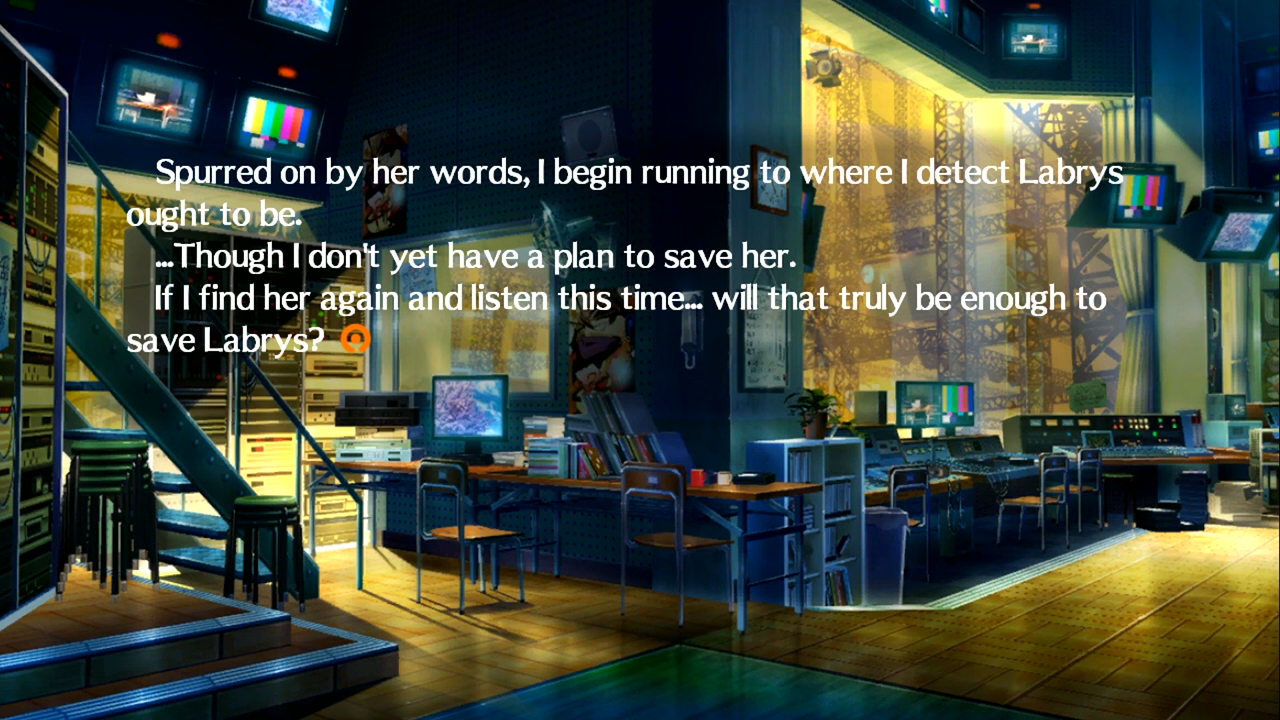 Spurred on by her words, I begin running to where I detect Labrys
ought to be.
...Though I don't yet have a plan to save her.
If I find her again and listen this time... will that truly be enough to
save Labrys?